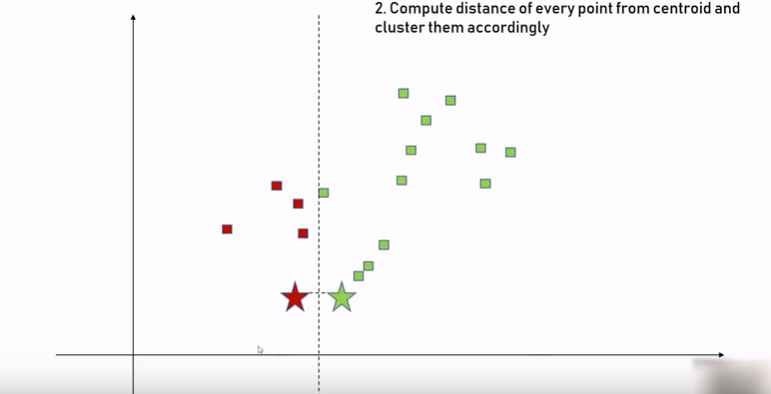 2. Compute distance of every point from centroid and
cluster them accordingly